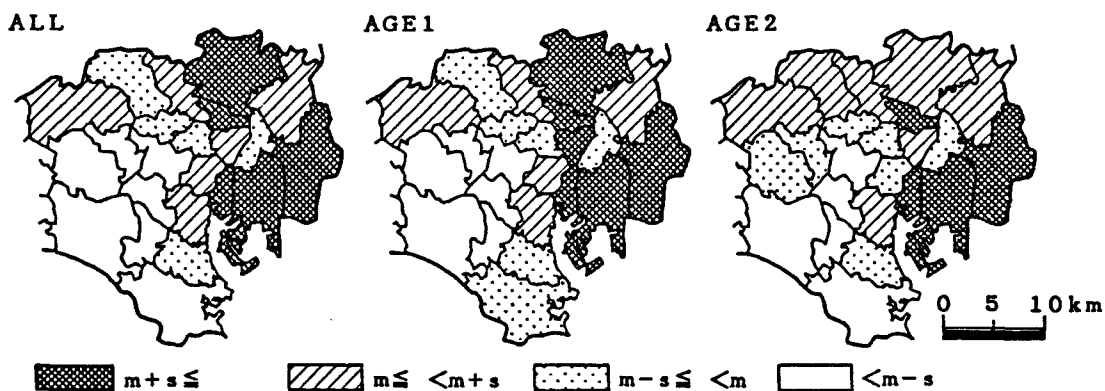 ALL AGE1 AGE2
0 5 10km
m+s≦ m≦ <m+s m-s≦ <m <m-s